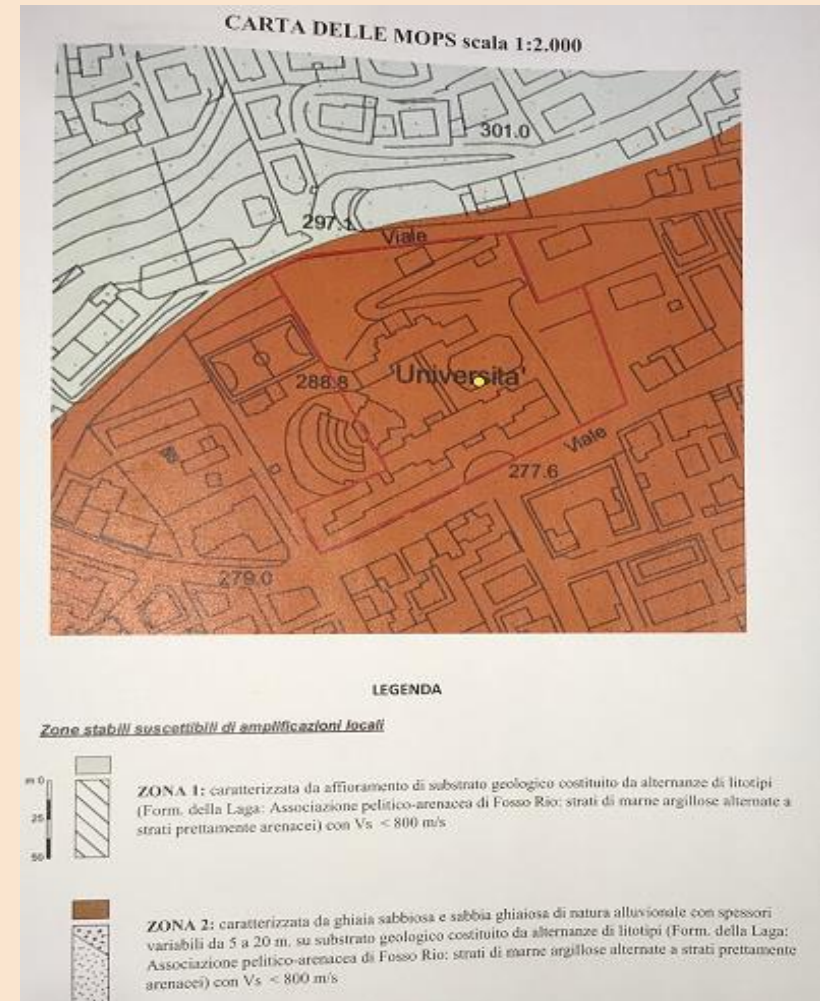 CARTA DELLE MOPS scala 1:2.000
301.0
297.1
Viale
288.8
'Universita'
Viale
277.6
279.0
LEGENDA
Zone stabili suscettibili di amplificazioni locali
m 0
25
50
ZONA 1: caratterizzata da affioramento di substrato geologico costituito da alternanze di litotipi
(Form. della Laga: Associazione pelitico-arenacea di Fosso Rio: strati di marne argillose alternate a
strati prettamente arenacei) con Vs < 800 m/s
ZONA 2: caratterizzata da ghiaia sabbiosa e sabbia ghiaiosa di natura alluvionale con spessori
variabili da 5 a 20 m. su substrato geologico costituito da alternanze di litotipi (Form. della Laga:
Associazione pelitico-arenacea di Fosso Rio: strati di marne argillose alternate a strati prettamente
arenacei) con Vs < 800 m/s